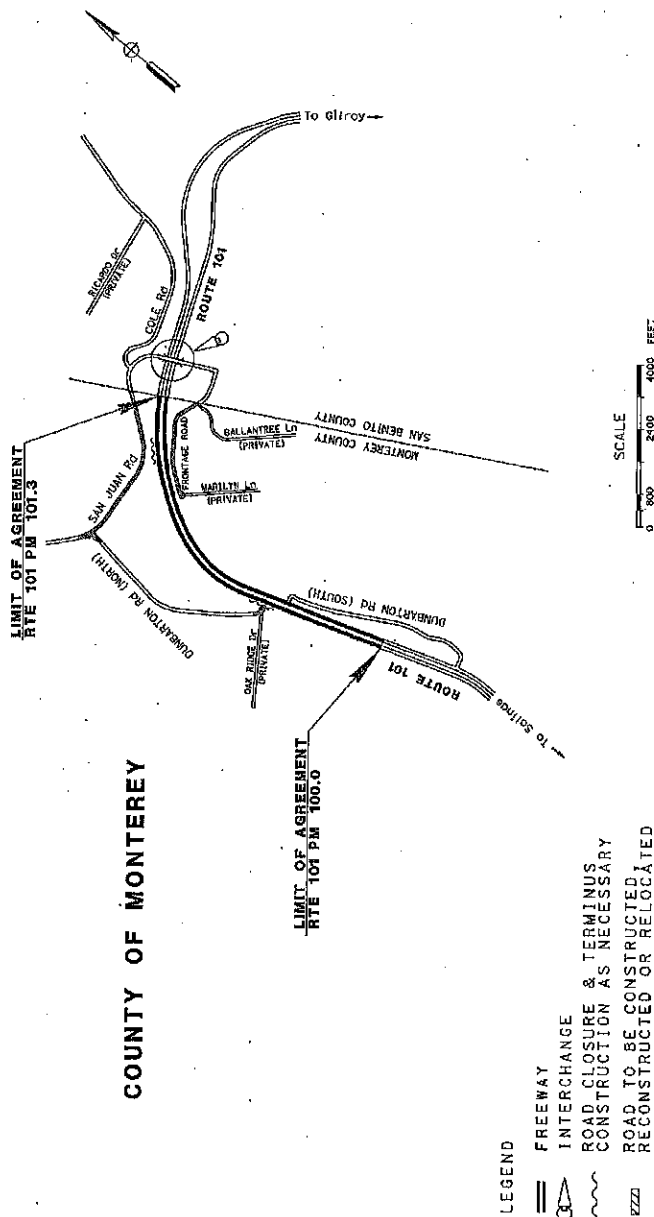 COUNTY OF MONTEREY
LIMIT OF AGREEMENT
RTE 101 PM 101.3
LIMIT OF AGREEMENT
RTE 101 PM 100.0
To Gilroy
RICARDO Dr
(PRIVATE)
COLE Rd
ROUTE 101
SAN JUAN Rd
DUNBARTON Rd (NORTH)
FRONTAGE ROAD
BALLANTREE Ln
(PRIVATE)
MARILYN Ln
(PRIVATE)
MONTEREY COUNTY
SAN BENITO COUNTY
OAK RIDGE Dr
(PRIVATE)
DUNBARTON Rd (SOUTH)
ROUTE 101
To Salinas
LEGEND
FREEWAY
INTERCHANGE
ROAD CLOSURE & TERMINUS
CONSTRUCTION AS NECESSARY
ROAD TO BE CONSTRUCTED
RECONSTRUCTED OR RELOCATED
SCALE
0 800 2400 4000 FEET